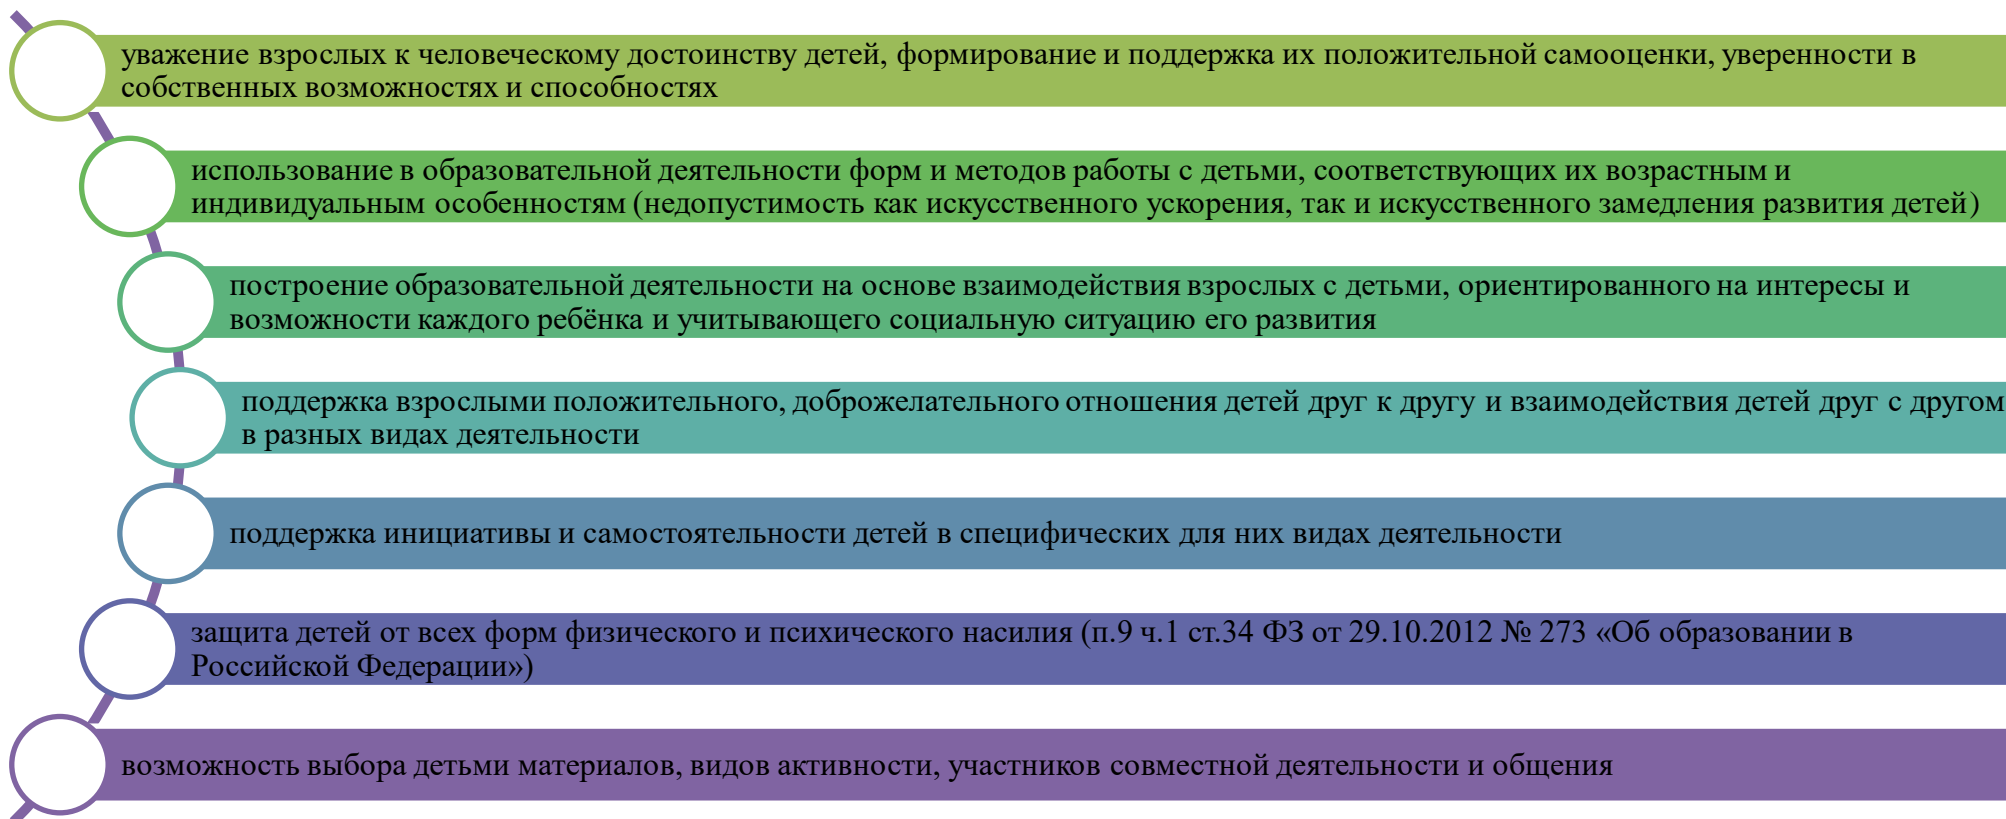 уважение взрослых к человеческому достоинству детей, формирование и поддержка их положительной самооценки, уверенности в
собственных возможностях и способностях
использование в образовательной деятельности форм и методов работы с детьми, соответствующих их возрастным и
индивидуальным особенностям (недопустимость как искусственного ускорения, так и искусственного замедления развития детей)
построение образовательной деятельности на основе взаимодействия взрослых с детьми, ориентированного на интересы и
возможности каждого ребёнка и учитывающего социальную ситуацию его развития
поддержка взрослыми положительного, доброжелательного отношения детей друг к другу и взаимодействия детей друг с другом
в разных видах деятельности
поддержка инициативы и самостоятельности детей в специфических для них видах деятельности
защита детей от всех форм физического и психического насилия (п.9 ч.1 ст.34 ФЗ от 29.10.2012 № 273 «Об образовании в
Российской Федерации»)
возможность выбора детьми материалов, видов активности, участников совместной деятельности и общения